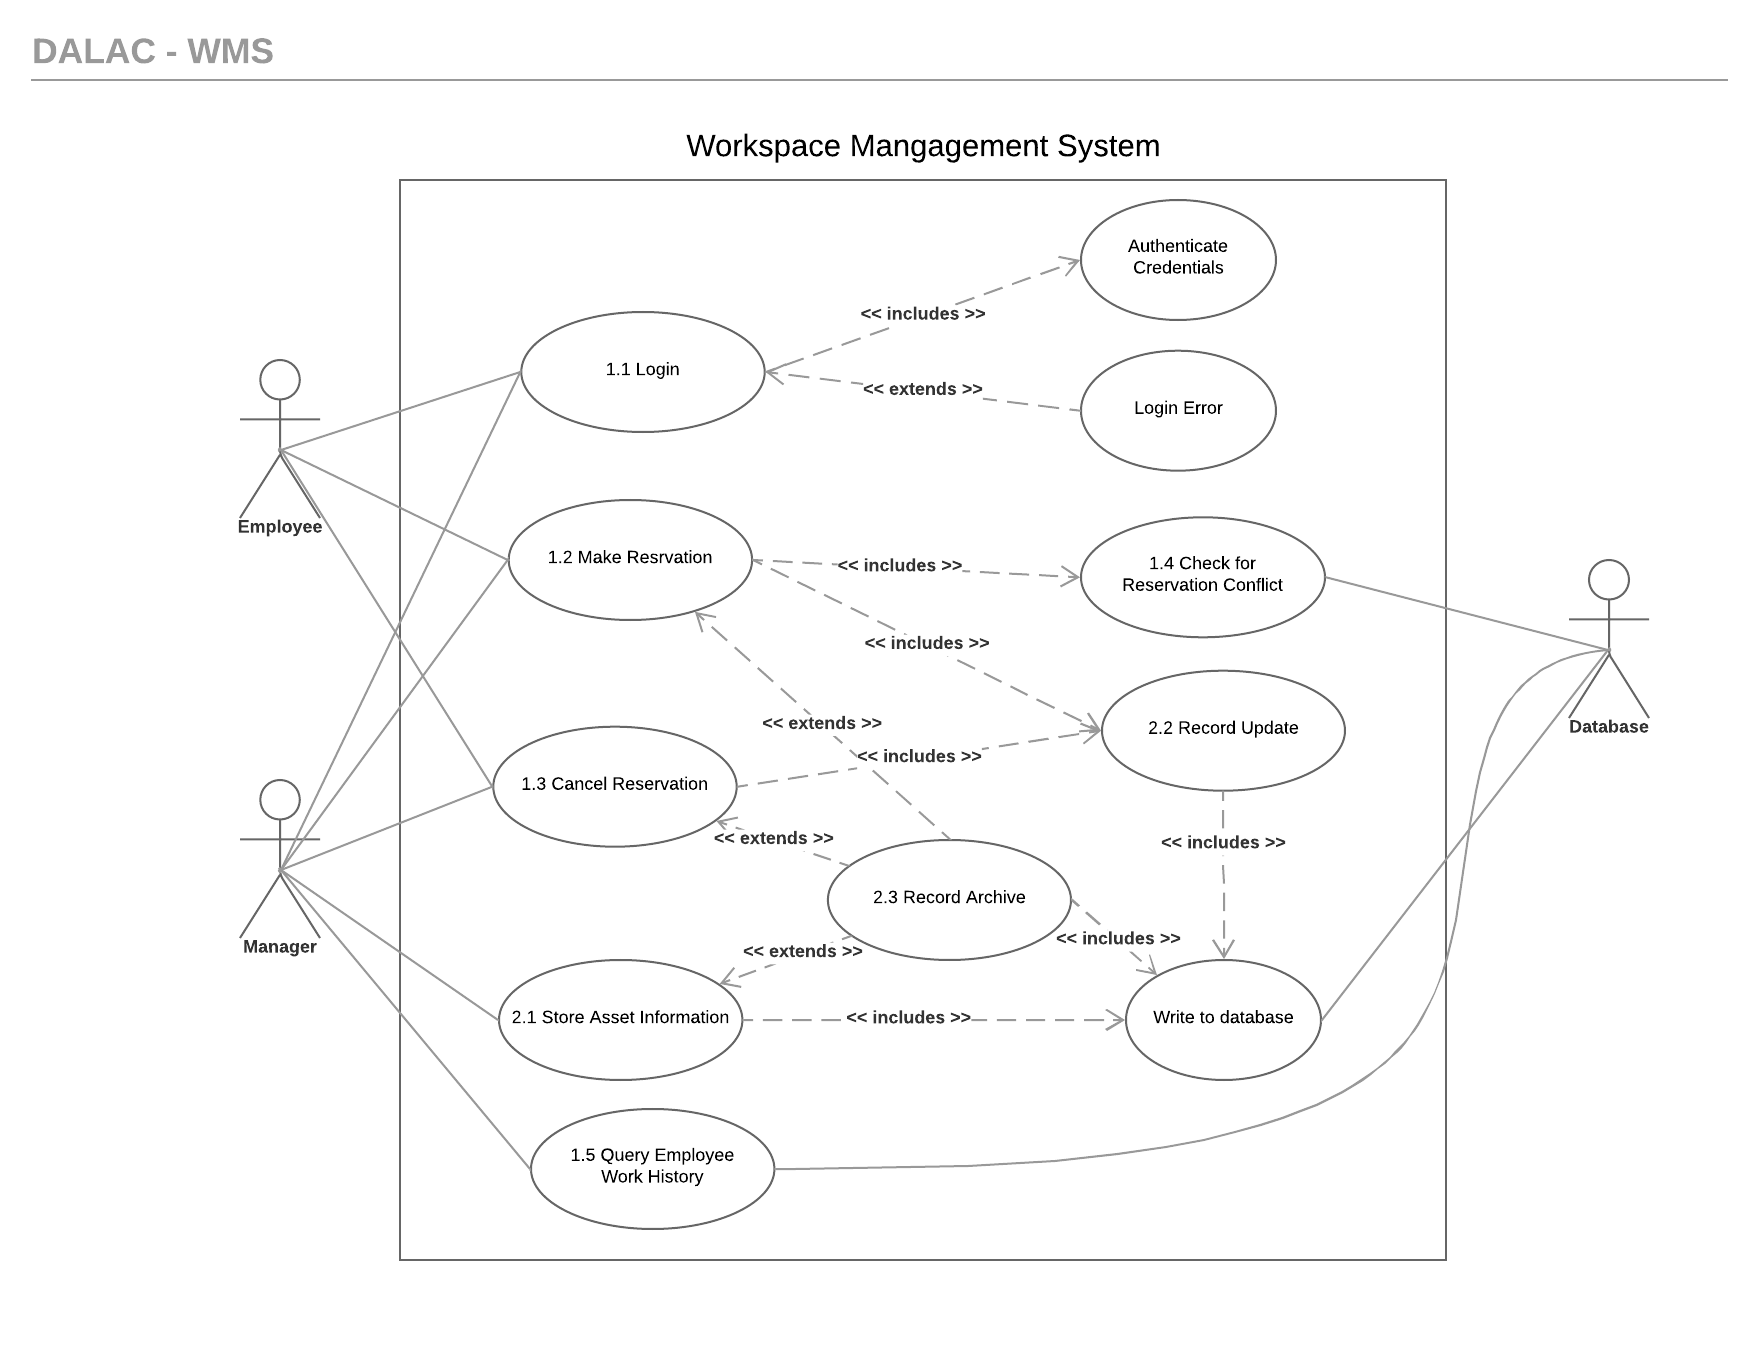 DALAC - WMS
Workspace Mangagement System
Authenticate
Credentials
<< includes >>
1.1 Login
<< extends >>
Login Error
Employee
1.2 Make Resrvation
<< includes >>
1.4 Check for
Reservation Conflict
<< includes >>
<< extends >>
2.2 Record Update
Database
<< includes >>
1.3 Cancel Reservation
<< extends >>
<< includes >>
2.3 Record Archive
Manager
<< includes >>
<< extends >>
2.1 Store Asset Information
<< includes >>
Write to database
1.5 Query Employee
Work History